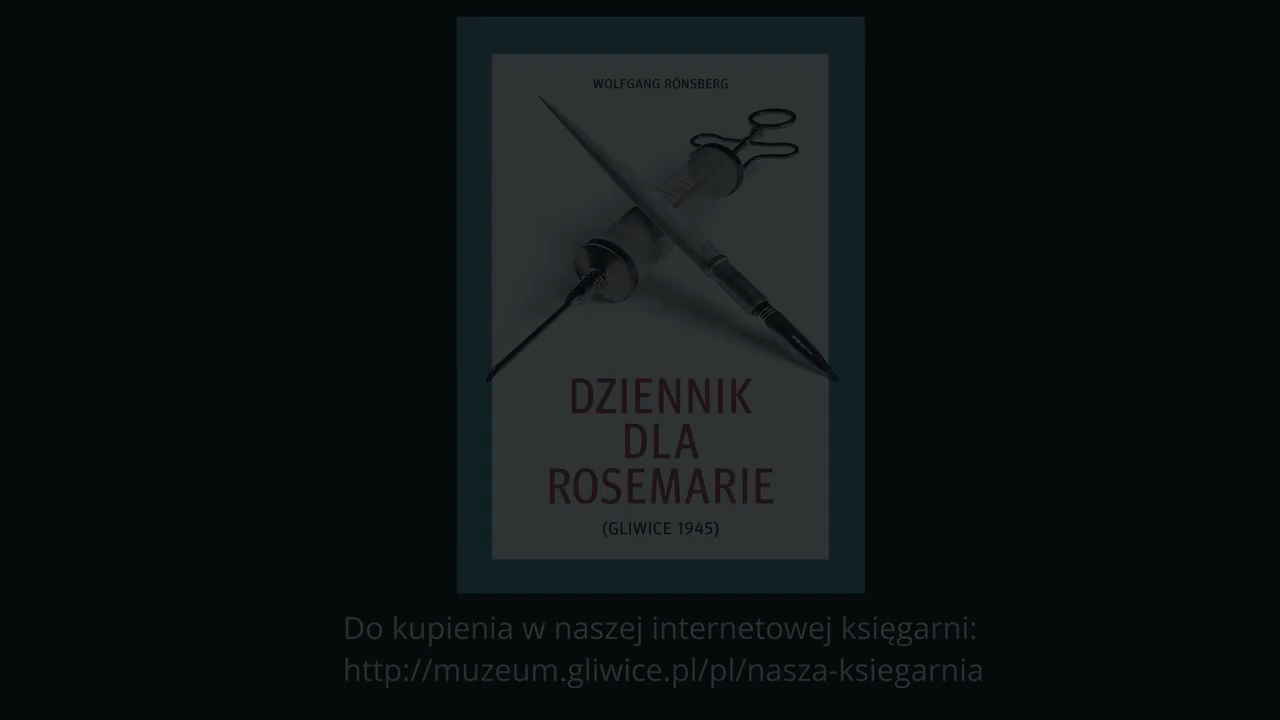 WOLFGANG RÖNSBERG
DZIENNIK
DLA
ROSEMARIE
(GLIWICE 1945)
Do kupienia w naszej internetowej księgarni:
http://muzeum.gliwice.pl/pl/nasza-ksiegarnia